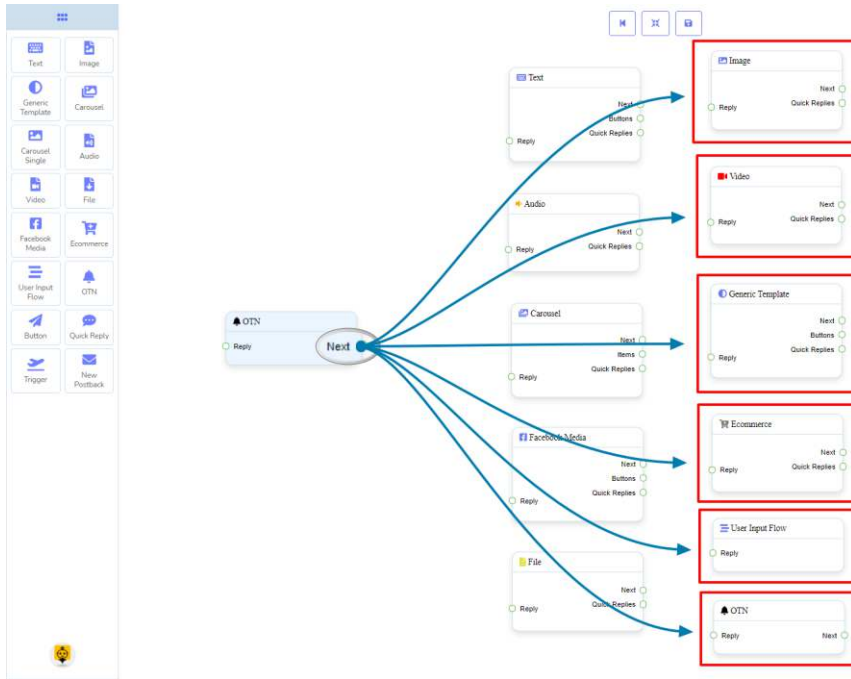 Text
Image
Generic
Template
Carousel
Carousel
Single
Audio
Video
File
Facebook
Media
Ecommerce
User Input
Flow
OTN
Button
Quick Reply
Trigger
New
Postback
OTN
Reply
Next
Text
Next
Buttons
Quick Replies
Reply
Audio
Next
Quick Replies
Reply
Carousel
Next
Items
Quick Replies
Reply
Facebook Media
Next
Buttons
Quick Replies
Reply
File
Next
Quick Replies
Reply
Image
Next
Quick Replies
Reply
Video
Next
Quick Replies
Reply
Generic Template
Next
Buttons
Quick Replies
Reply
Ecommerce
Next
Quick Replies
Reply
User Input Flow
Reply
OTN
Reply
Next